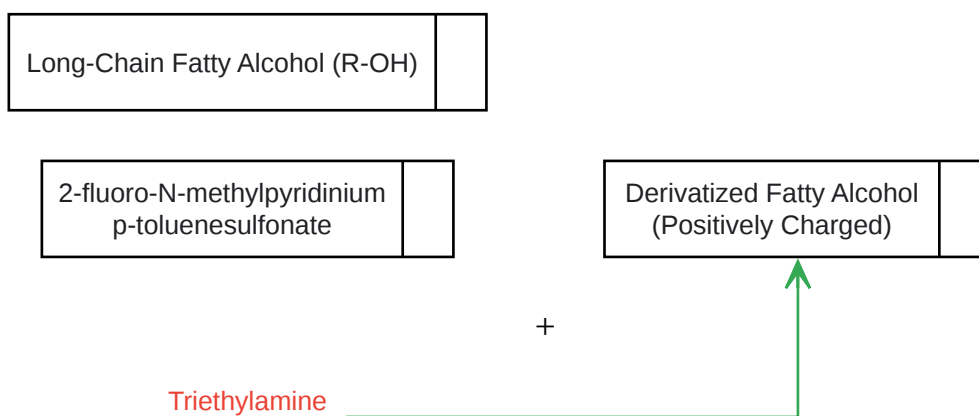 Long-Chain Fatty Alcohol (R-OH)
2-fluoro-N-methylpyridinium
p-toluenesulfonate
Derivatized Fatty Alcohol
(Positively Charged)
+
Triethylamine